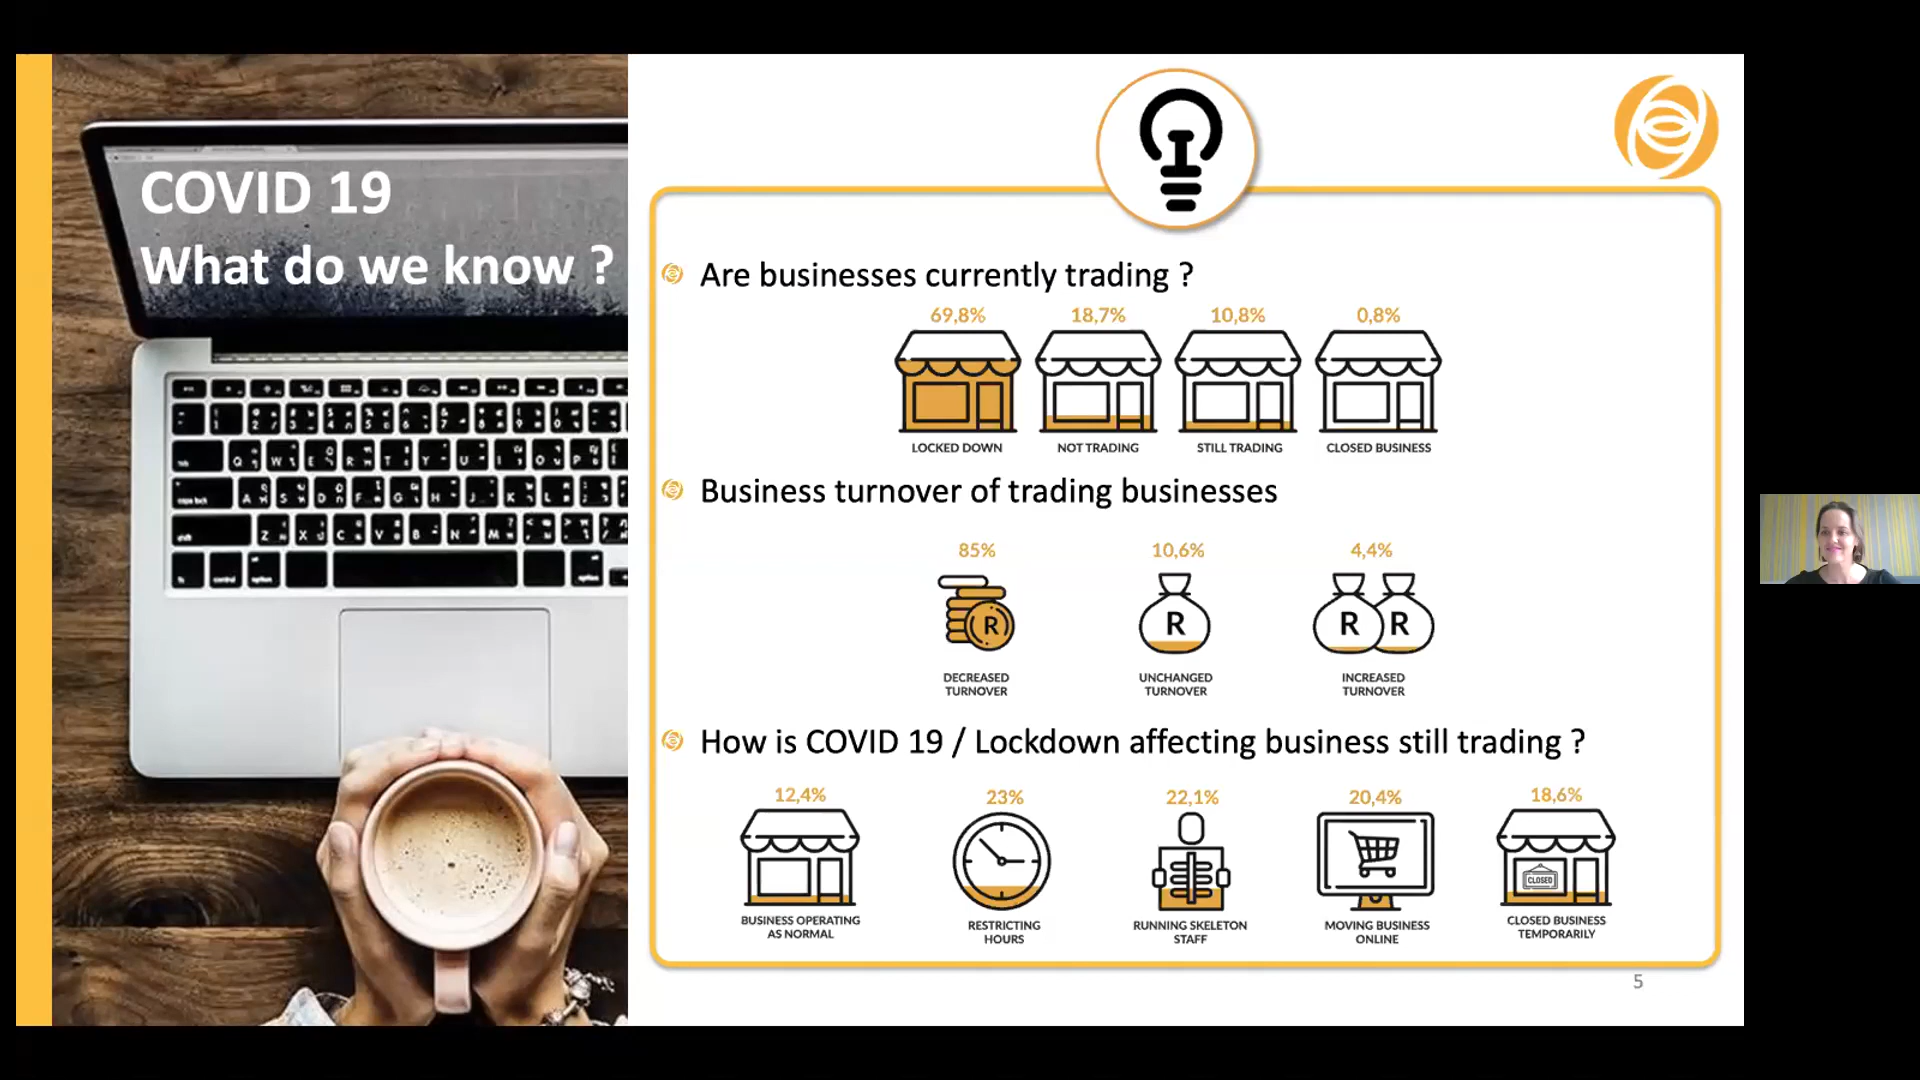 COVID 19
What do we know ?
Are businesses currently trading ?
69,8% 18,7% 10,8% 0,8%
LOCKED DOWN NOT TRADING STILL TRADING CLOSED BUSINESS
Business turnover of trading businesses
85% 10,6% 4,4%
R R R R
DECREASED TURNOVER
UNCHANGED TURNOVER
INCREASED TURNOVER
How is COVID 19 / Lockdown affecting business still trading ?
12,4% 23% 22,1% 20,4% 18,6%
CLOSED
BUSINESS OPERATING
AS NORMAL
RESTRICTING
HOURS
RUNNING SKELETON
STAFF
MOVING BUSINESS
ONLINE
CLOSED BUSINESS
TEMPORARILY
5